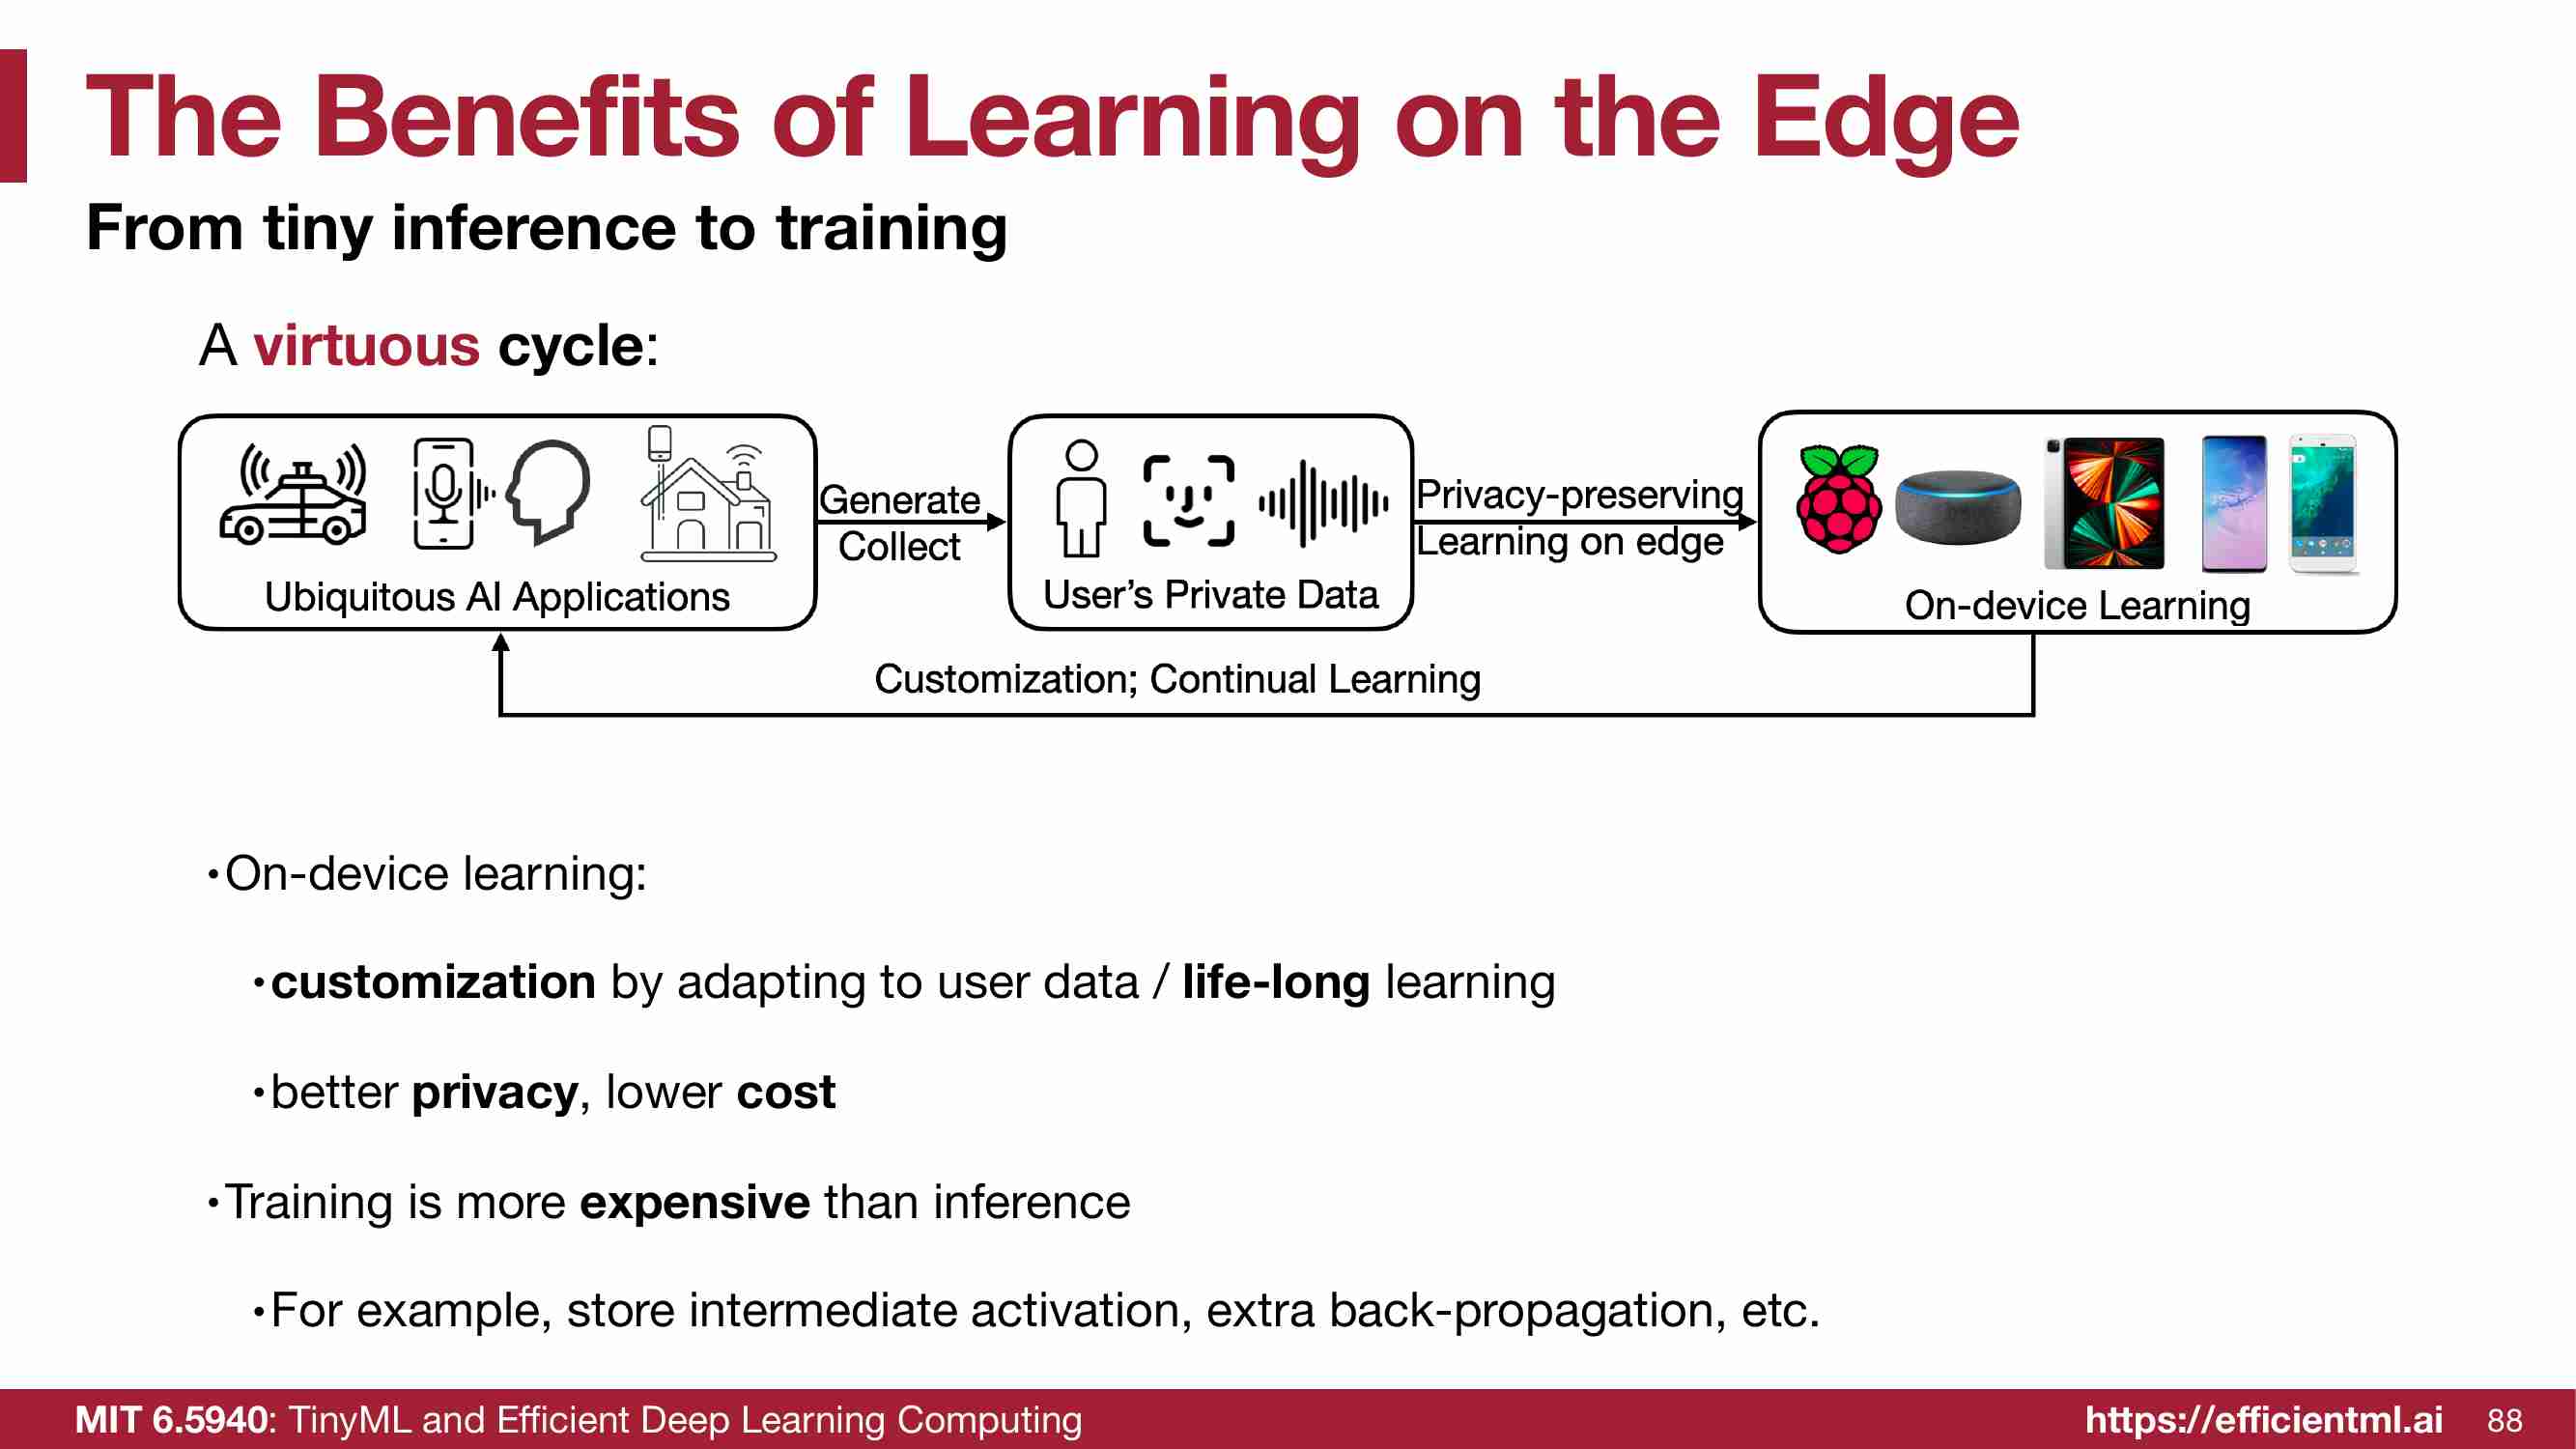 The Benefits of Learning on the Edge
From tiny inference to training
A virtuous cycle:
Ubiquitous AI Applications
Generate
Collect
User's Private Data
Privacy-preserving
Learning on edge
On-device Learning
Customization; Continual Learning
•On-device learning:
•customization by adapting to user data / life-long learning
•better privacy, lower cost
•Training is more expensive than inference
•For example, store intermediate activation, extra back-propagation, etc.
MIT 6.5940: TinyML and Efficient Deep Learning Computing
https://efficientml.ai 88